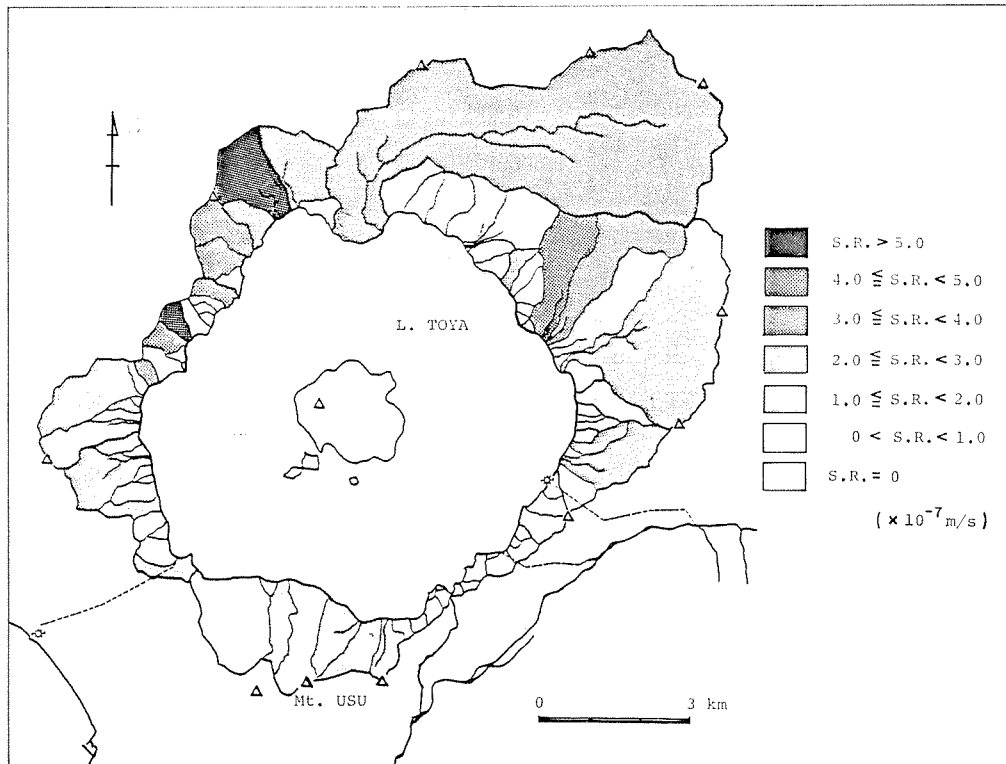 L. TOYA
Mt. USU
S.R. > 5.0
4.0 ≦ S.R. < 5.0
3.0 ≦ S.R. < 4.0
2.0 ≦ S.R. < 3.0
1.0 ≦ S.R. < 2.0
0 < S.R. < 1.0
S.R. = 0
( × 10⁻⁷ m/s )
0 3 km